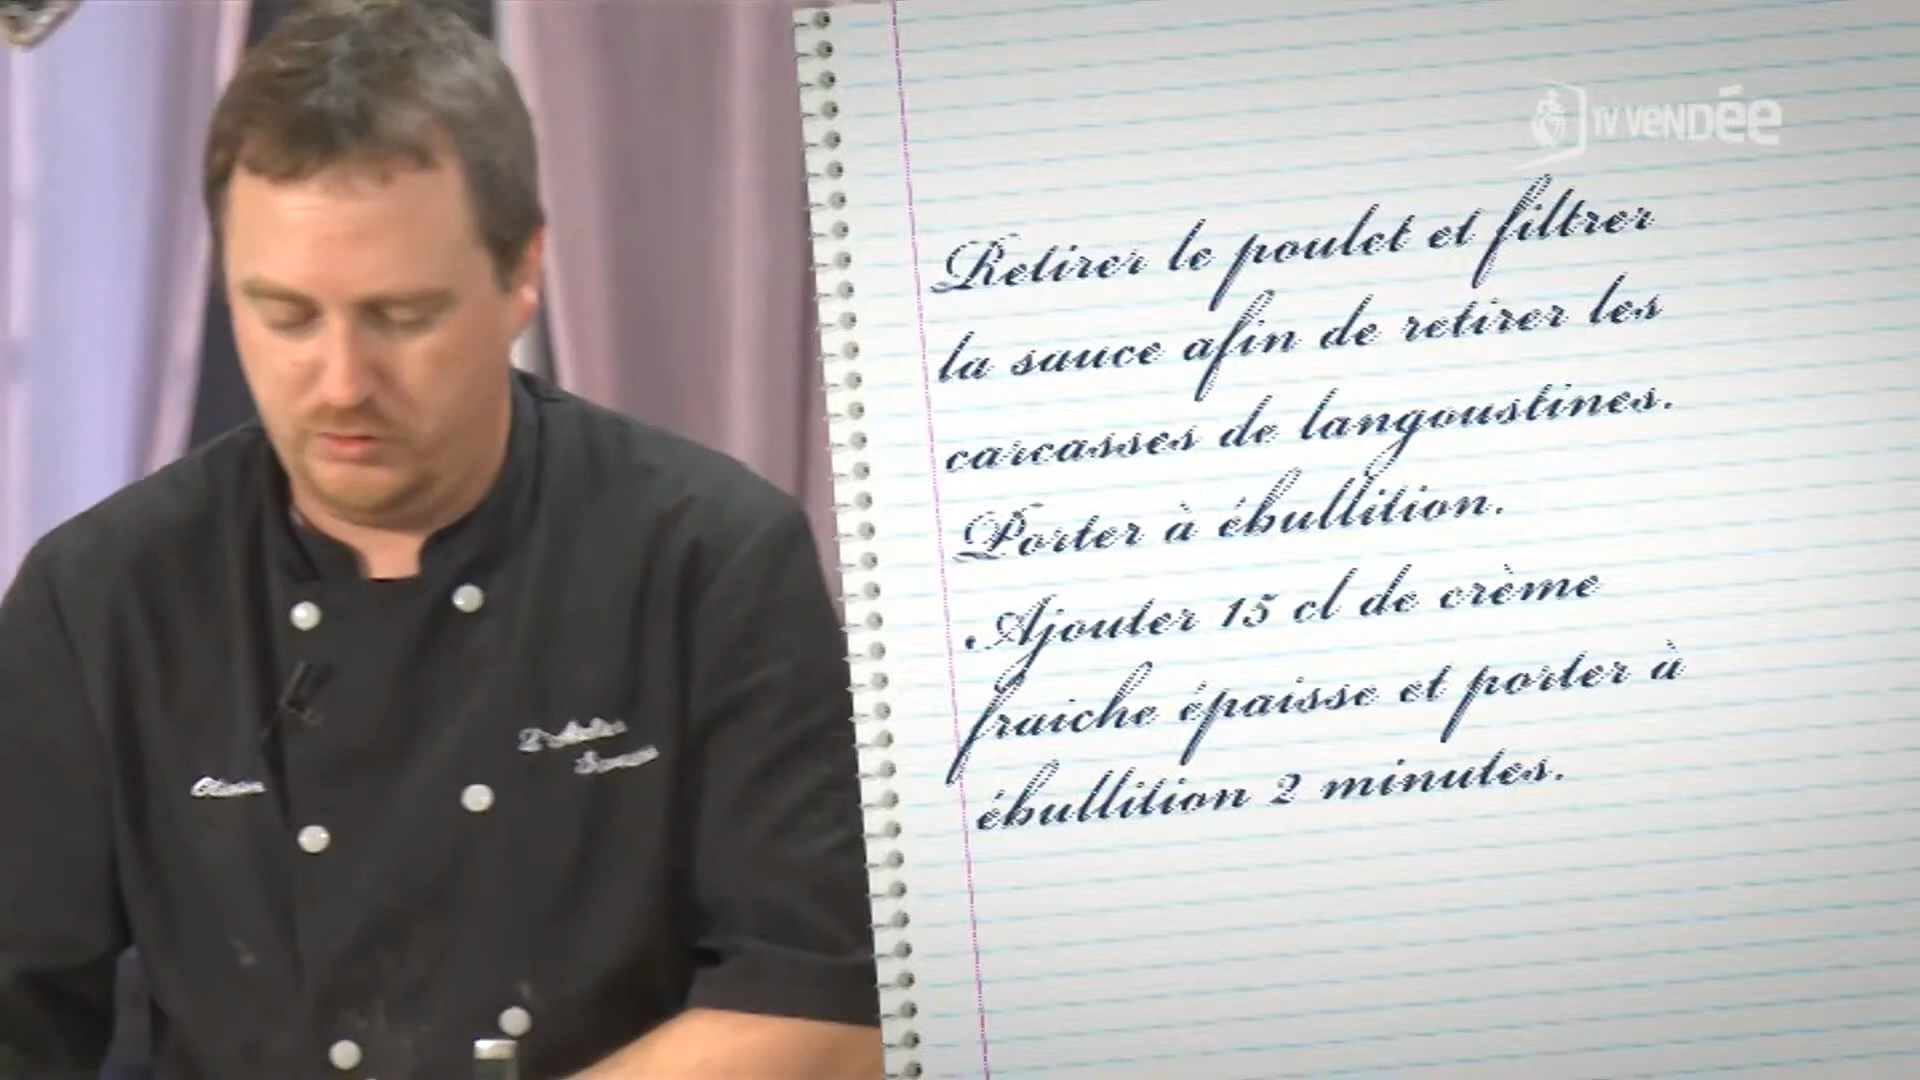 TV VENDÉE
Retirer le poulet et filtrer
la sauce afin de retirer les
carcasses de langoustines.
Porter à ébullition.
Ajouter 15 cl de crème
fraiche épaisse et porter à
ébullition 2 minutes.